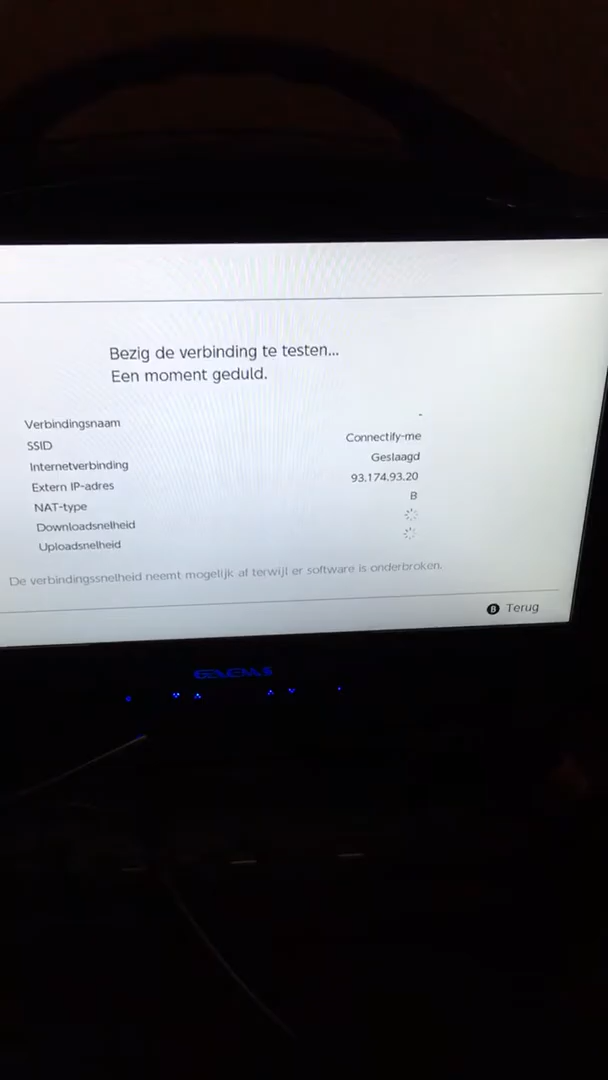 Bezig de verbinding te testen...
Een moment geduld.
Verbindingsnaam -
SSID Connectify-me
Internetverbinding Geslaagd
Extern IP-adres 93.174.93.20
NAT-type B
Downloadsnelheid
Uploadsnelheid
De verbindingssnelheid neemt mogelijk af terwijl er software is onderbroken.
B Terug